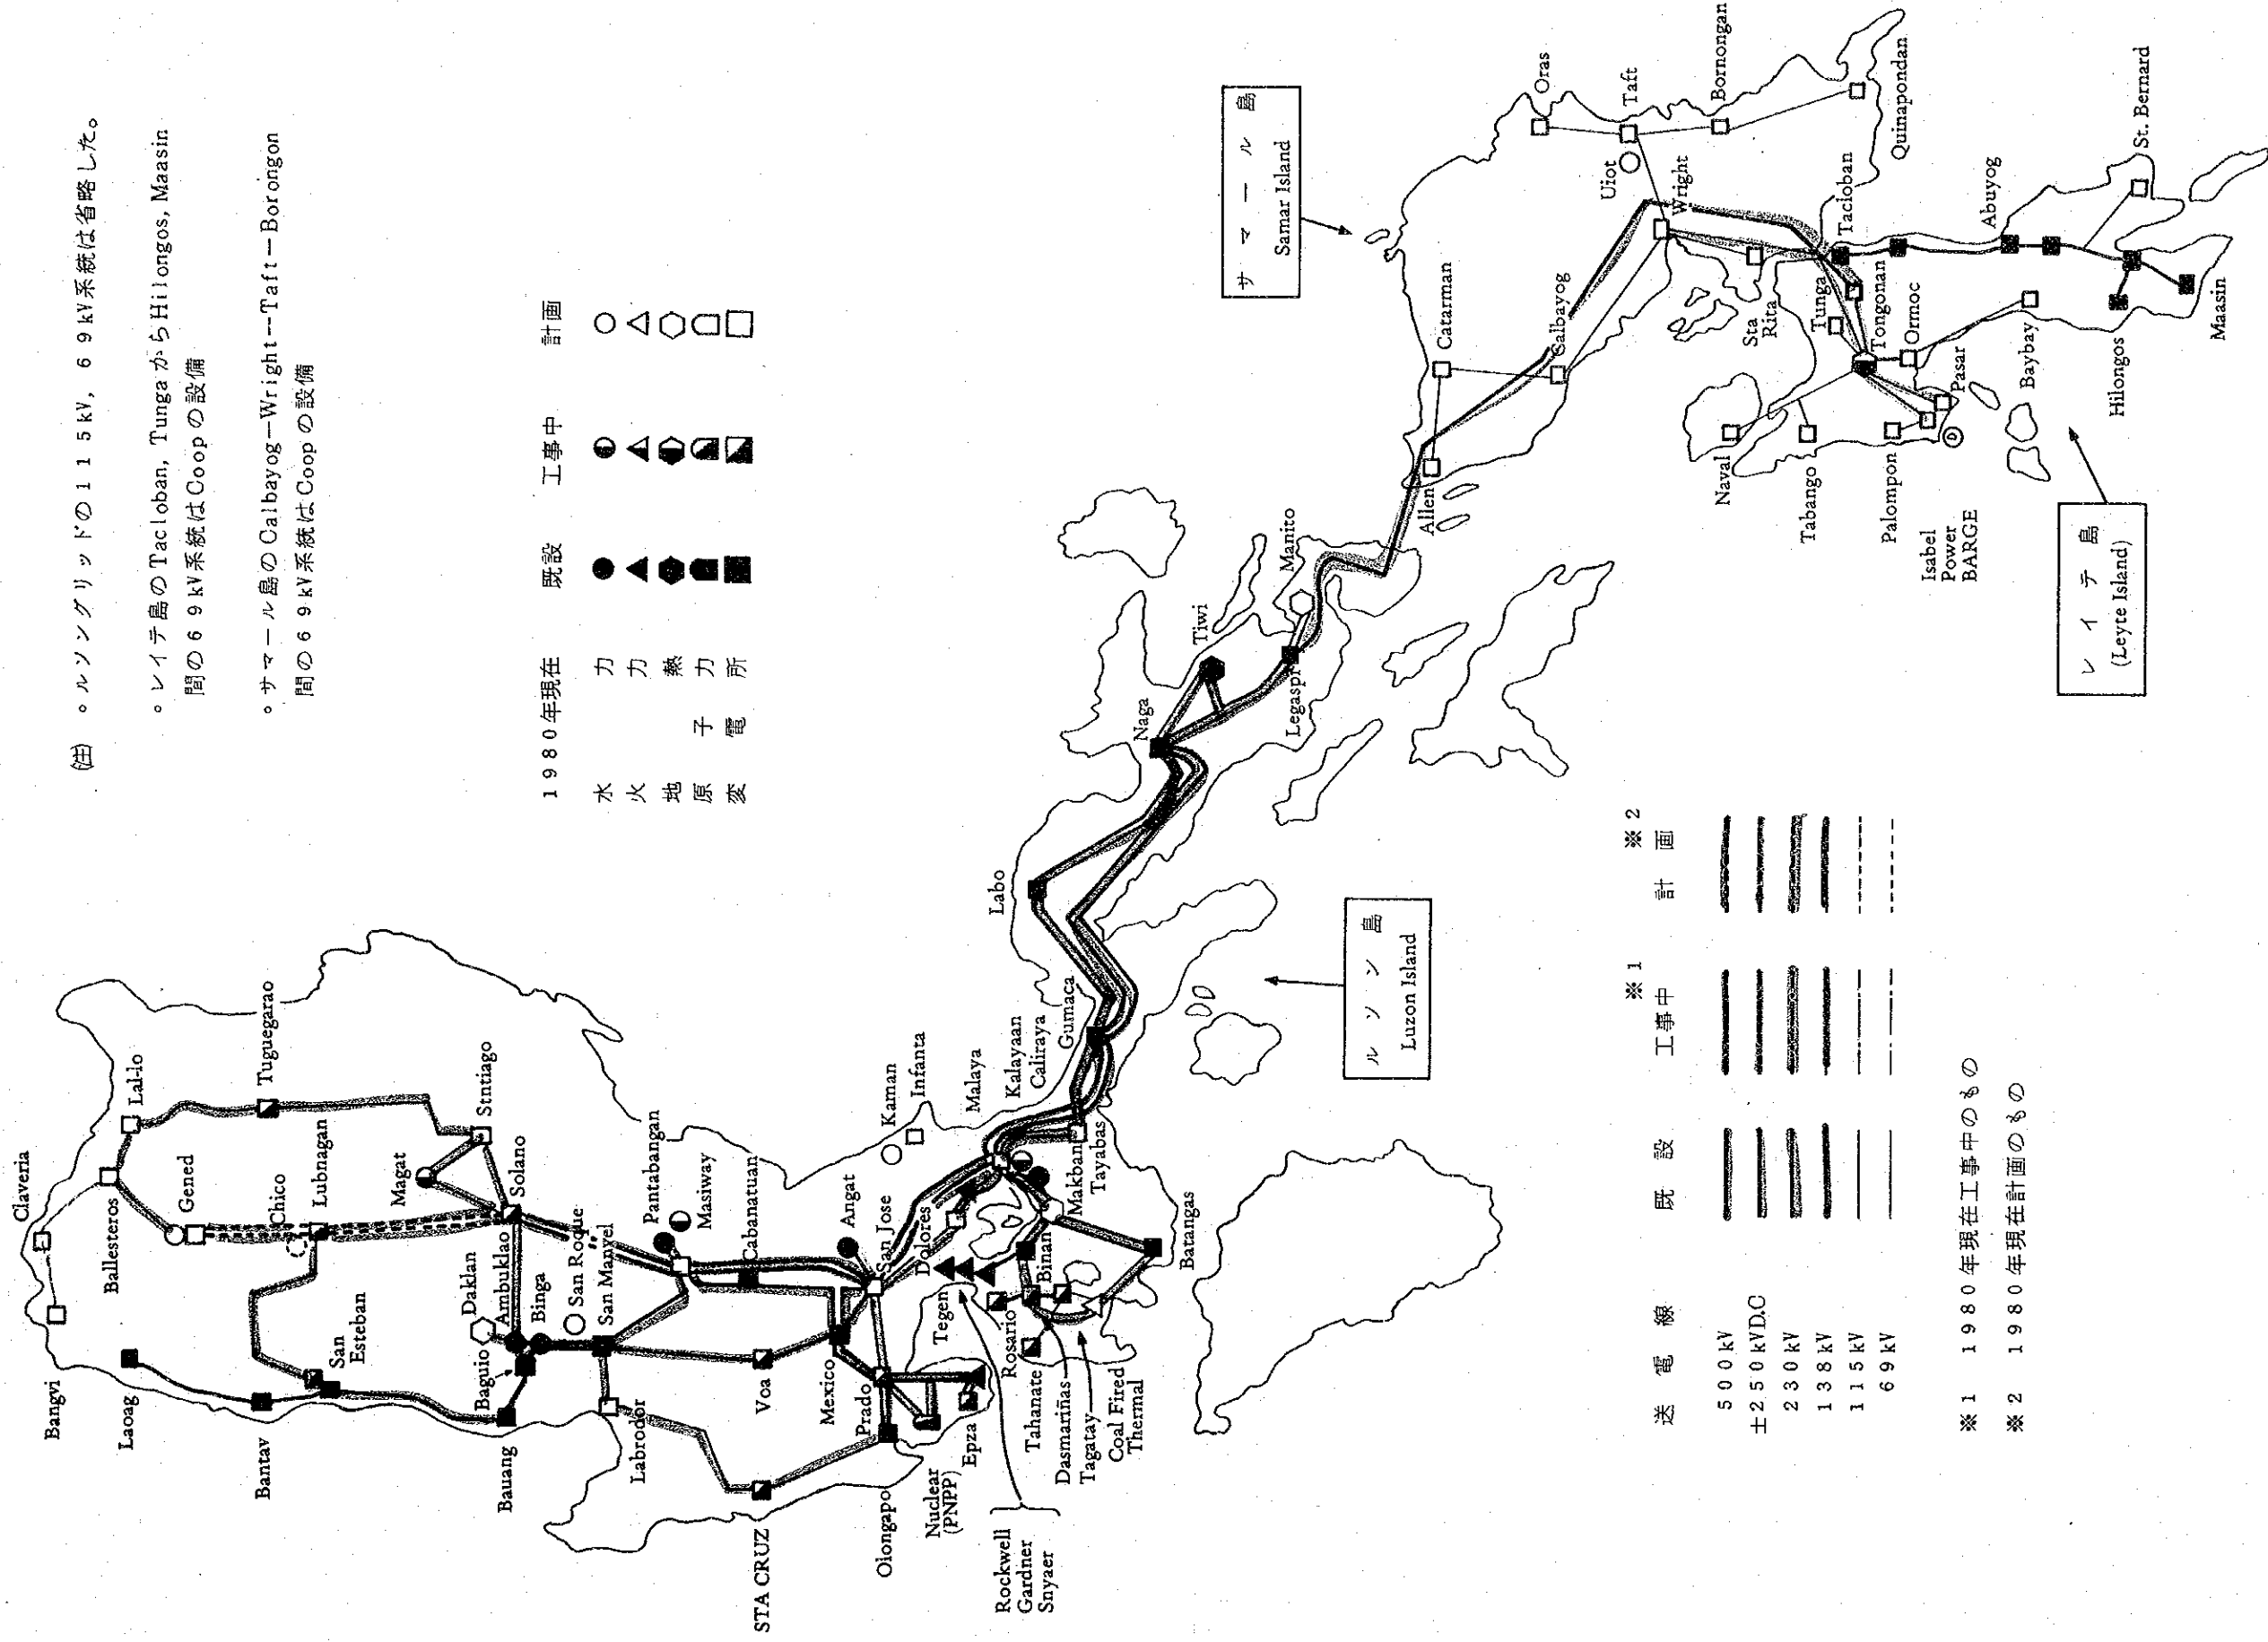 (注) ◦ ルソングリッドの115kV, 69kV系統は省略した。
◦ レイテ島のTacloban, TungaからHilongos, Maasin
間の69kV系統はCoopの設備
◦ サマール島のCalbayog-Wright-Taft-Borongon
間の69kV系統はCoopの設備
1980年現在 既設 工事中 計画
水力
火力
地熱
原子力
変電所
サマール島
Samar Island
ルソン島
Luzon Island
レイテ島
(Leyte Island)
Claveria
Bangvi
Ballesteros
Lal-lo
Laoag
Gened
Tuguegarao
Chico
Lubnagan
Bantav
San
Esteban
Magat
Stntiago
Solano
Daklan
Ambuklao
Baguio
Binga
San Roque
Bauang
San Manyel
Labrodor
Pantabangan
Masiway
Cabanatuan
Voa
STA CRUZ
Mexico
Angat
San Jose
Prado
Olongapo
Dolores
Tegen
Nuclear
(PNPP)
Epza
Kaman
Infanta
Malaya
Kalayaan
Caliraya
Gumaca
Rosario
Binan
Makban
Tayabas
Tahanate
Dasmariñas
Tagatay
Coal Fired
Thermal
Batangas
Rockwell
Gardner
Snyaer
Labo
Naga
Tiwi
Legaspi
Manito
Allen
Catarman
Calbayog
Oras
Taft
Uiot
Wright
Bornongan
Quinapondan
Sta
Rita
Tacloban
Tunga
Tongonan
Ormoc
Naval
Tabango
Palompon
Isabel
Power
BARGE
Pasar
Baybay
Abuyog
St. Bernard
Hilongos
Maasin
送電線 既設 工事中 ※1 計画 ※2
500kV
±250kVD.C
230kV
138kV
115kV
69kV
※1 1980年現在工事中のもの
※2 1980年現在計画のもの